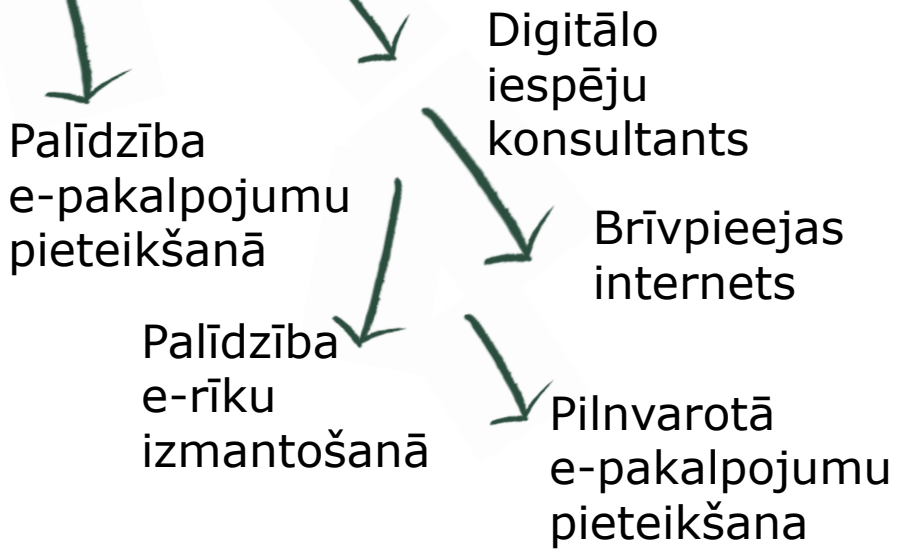 Digitālo
iespēju
konsultants
Palīdzība
e-pakalpojumu
pieteikšanā
Brīvpieejas
internets
Palīdzība
e-rīku
izmantošanā
Pilnvarotā
e-pakalpojumu
pieteikšana